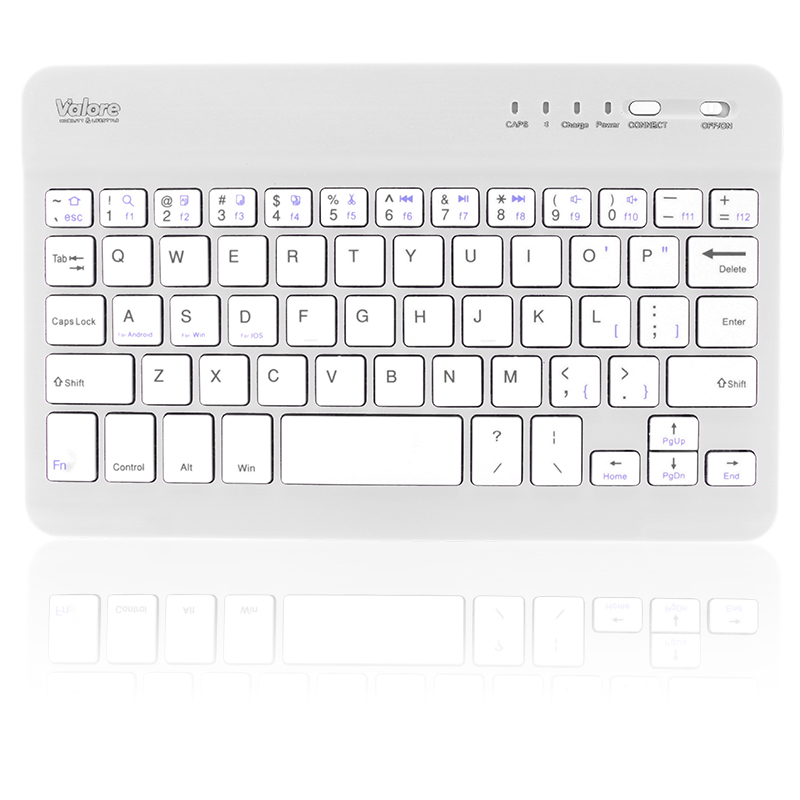 Valore
MOBILITY & LIFESTYLE
CAPS Charge Power CONNECT OFF/ON
~ ` esc ! 1 f1 @ 2 f2 # 3 f3 $ 4 f4 % 5 f5 ^ 6 f6 & 7 f7 * 8 f8 ( 9 f9 ) 0 f10 — – f11 + = f12
Tab Q W E R T Y U I O ' P " ← Delete
Caps Lock A For Android S For Win D For IOS F G H J K L [ : ; ] Enter
⇧ Shift Z X C V B N M < , { > . } ⇧ Shift
Fn Control Alt Win ? / ¦ \ ← Home ↑ PgUp ↓ PgDn → End